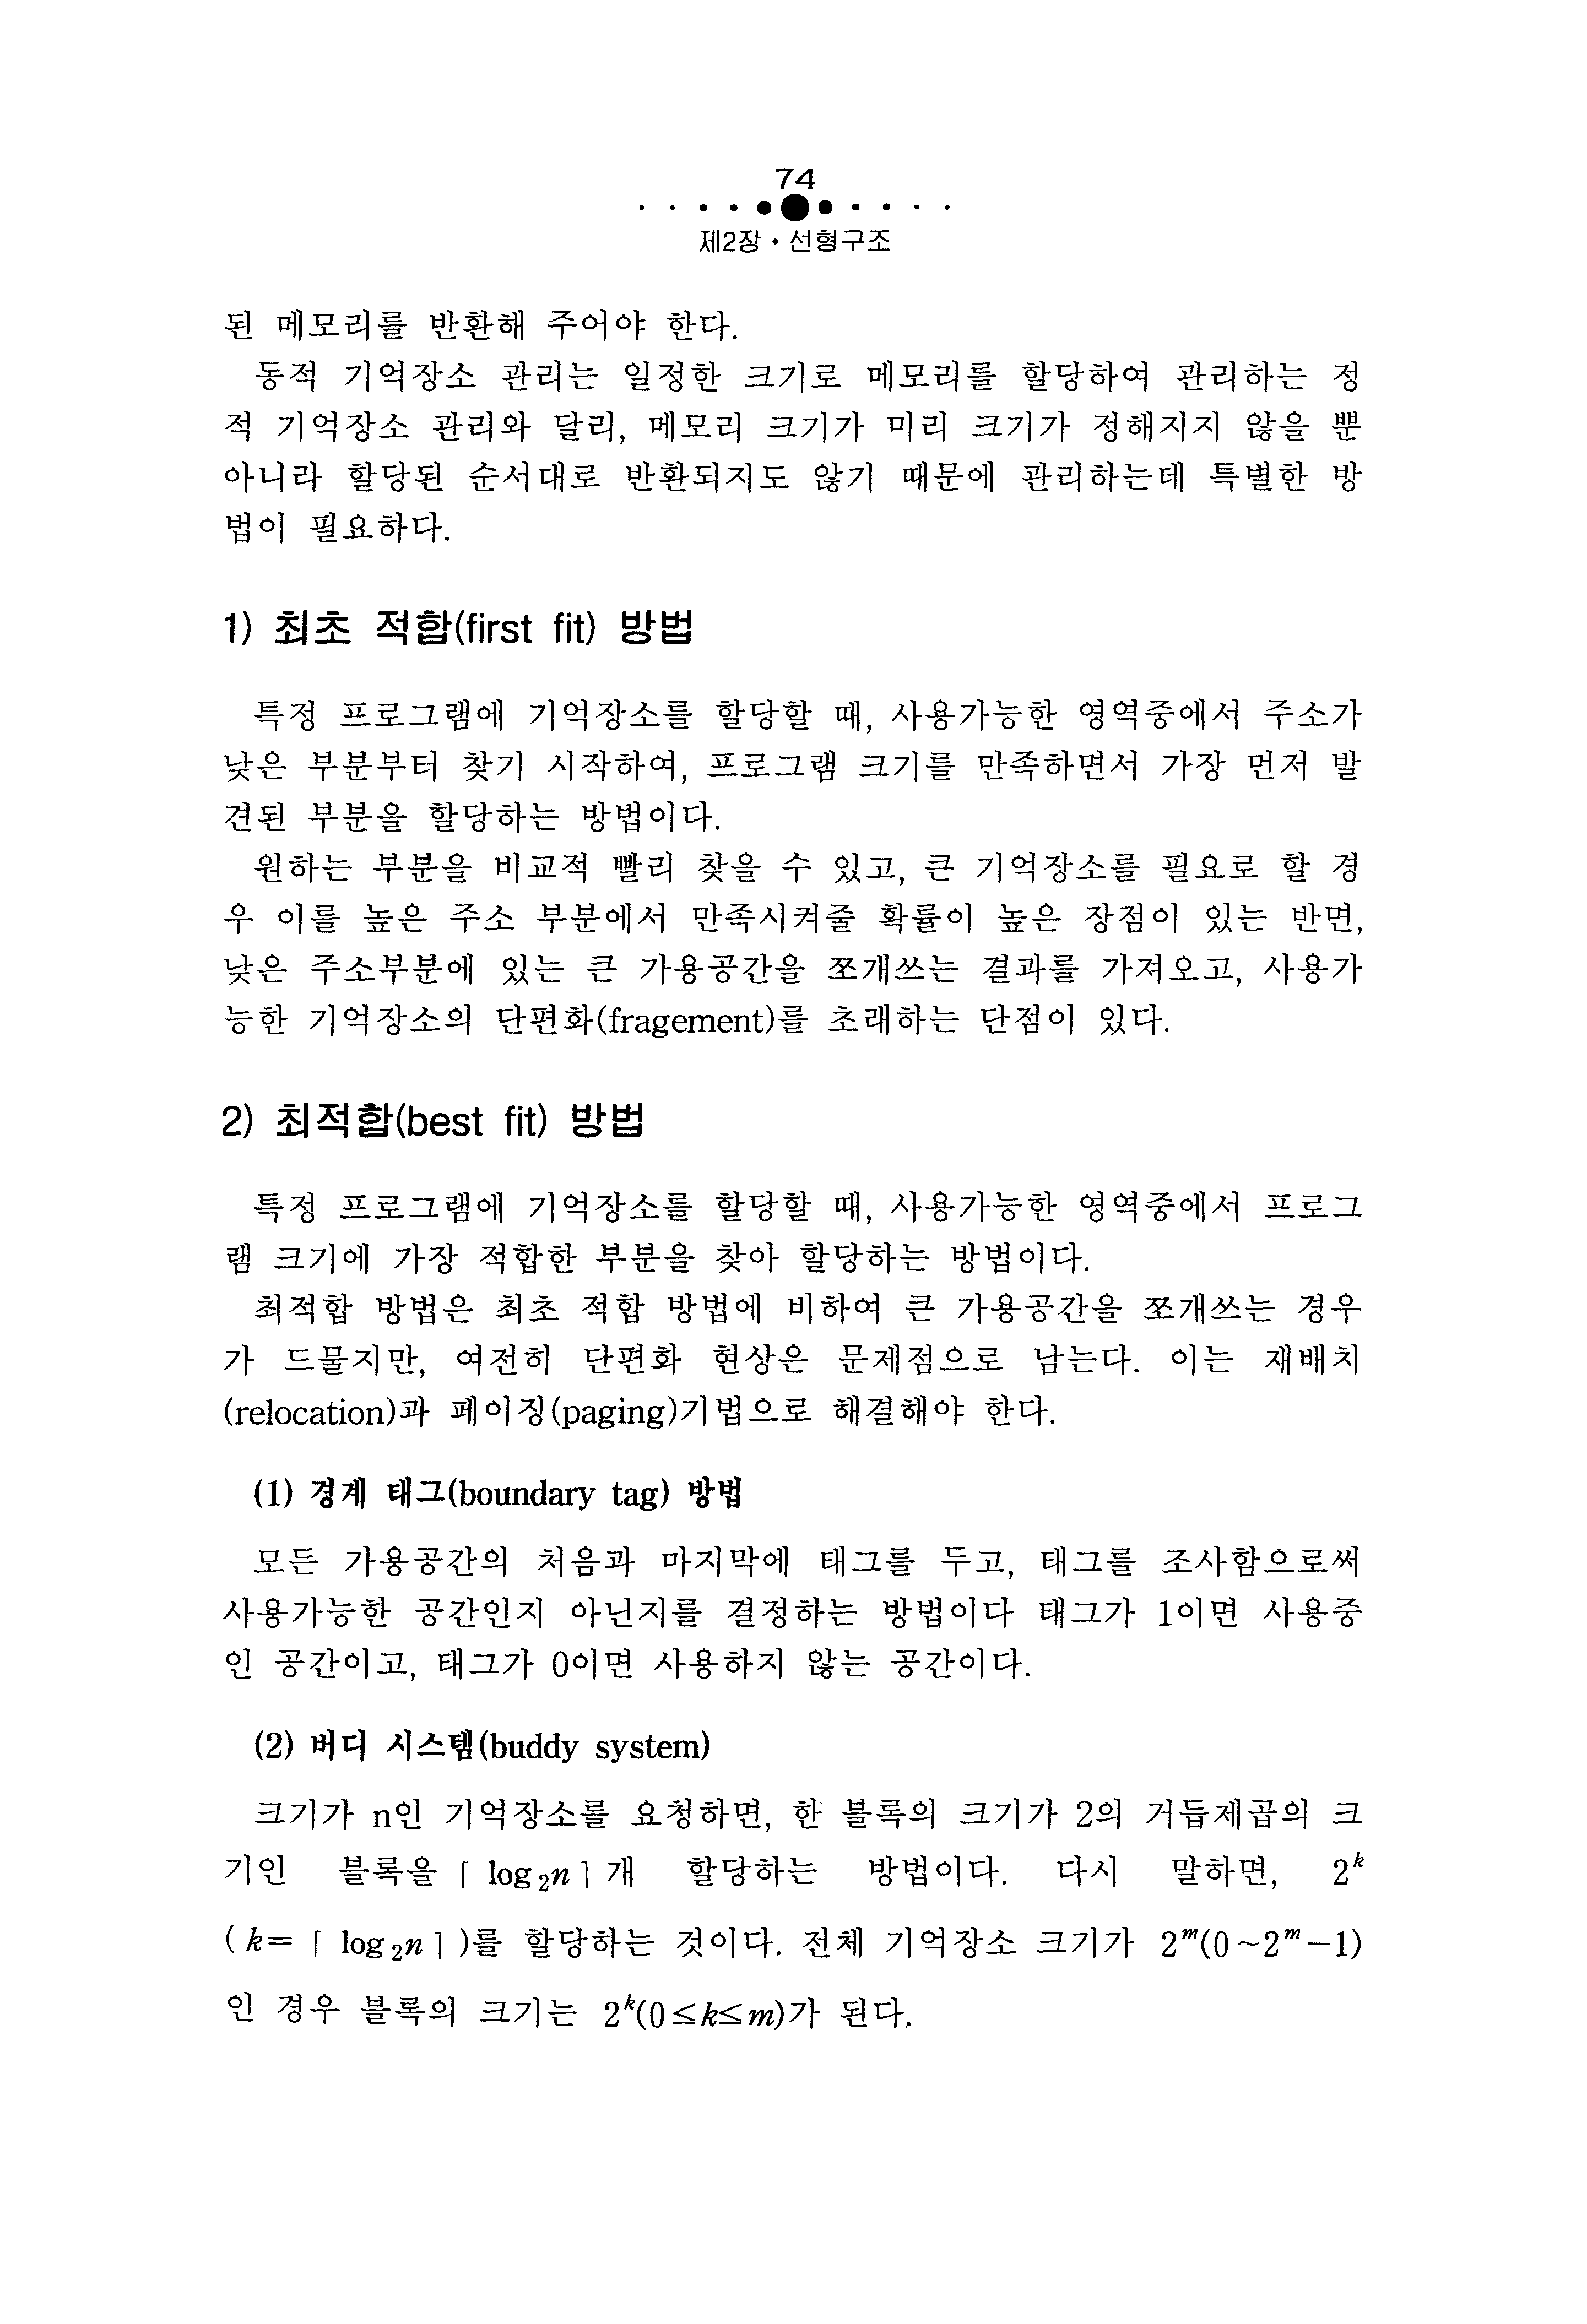 74
제2장 • 선형구조
된 메모리를 반환해 주어야 한다.
동적 기억장소 관리는 일정한 크기로 메모리를 할당하여 관리하는 정
적 기억장소 관리와 달리, 메모리 크기가 미리 크기가 정해지지 않을 뿐
아니라 할당된 순서대로 반환되지도 않기 때문에 관리하는데 특별한 방
법이 필요하다.
1) 최초 적합(first fit) 방법
특정 프로그램에 기억장소를 할당할 때, 사용가능한 영역중에서 주소가
낮은 부분부터 찾기 시작하여, 프로그램 크기를 만족하면서 가장 먼저 발
견된 부분을 할당하는 방법이다.
원하는 부분을 비교적 빨리 찾을 수 있고, 큰 기억장소를 필요로 할 경
우 이를 높은 주소 부분에서 만족시켜줄 확률이 높은 장점이 있는 반면,
낮은 주소부분에 있는 큰 가용공간을 쪼개쓰는 결과를 가져오고, 사용가
능한 기억장소의 단편화(fragement)를 초래하는 단점이 있다.
2) 최적합(best fit) 방법
특정 프로그램에 기억장소를 할당할 때, 사용가능한 영역중에서 프로그
램 크기에 가장 적합한 부분을 찾아 할당하는 방법이다.
최적합 방법은 최초 적합 방법에 비하여 큰 가용공간을 쪼개쓰는 경우
가 드물지만, 여전히 단편화 현상은 문제점으로 남는다. 이는 재배치
(relocation)과 페이징(paging)기법으로 해결해야 한다.
(1) 경계 태그(boundary tag) 방법
모든 가용공간의 처음과 마지막에 태그를 두고, 태그를 조사함으로써
사용가능한 공간인지 아닌지를 결정하는 방법이다 태그가 1이면 사용중
인 공간이고, 태그가 0이면 사용하지 않는 공간이다.
(2) 버디 시스템(buddy system)
크기가 n인 기억장소를 요청하면, 한 블록의 크기가 2의 거듭제곱의 크
기인 블록을 ⌈ log₂n ⌉ 개 할당하는 방법이다. 다시 말하면, 2ᵏ
( k= ⌈ log₂n ⌉ )를 할당하는 것이다. 전체 기억장소 크기가 2ᵐ(0~2ᵐ−1)
인 경우 블록의 크기는 2ᵏ(0≤k≤m)가 된다.